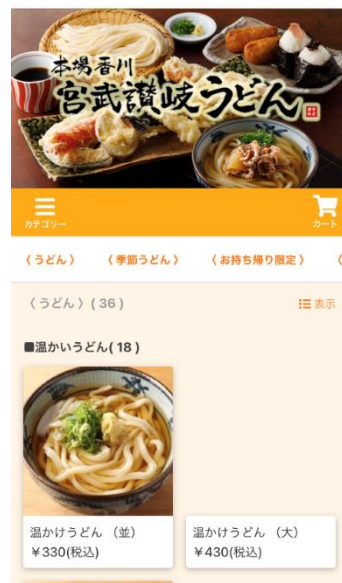 本場香川
宮武讃岐うどん
カテゴリー
カート
〈うどん〉 〈季節うどん〉 〈お持ち帰り限定〉 〈
〈うどん〉(36)
表示
■温かいうどん(18)
温かけうどん (並)
¥330(税込)
温かけうどん (大)
¥430(税込)